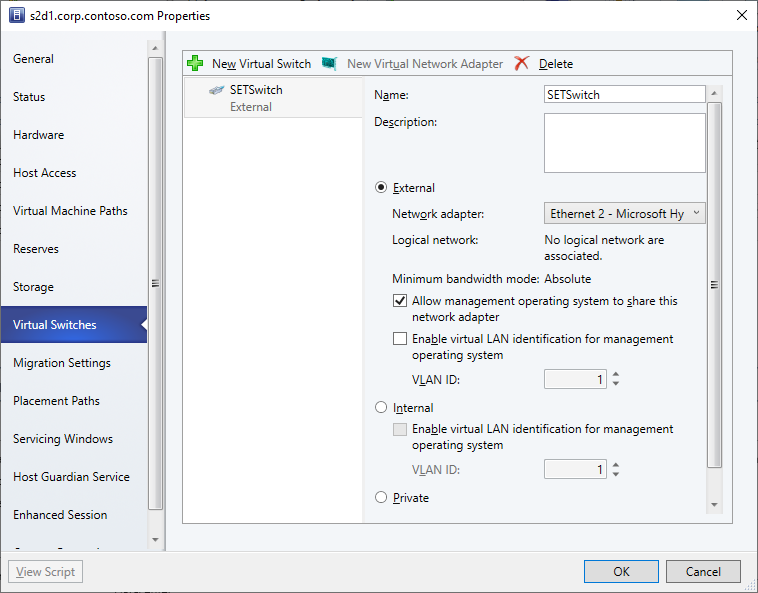 s2d1.corp.contoso.com Properties
General
Status
Hardware
Host Access
Virtual Machine Paths
Reserves
Storage
Virtual Switches
Migration Settings
Placement Paths
Servicing Windows
Host Guardian Service
Enhanced Session
New Virtual Switch New Virtual Network Adapter Delete
SETSwitch
External
Name: SETSwitch
Description:
External
Network adapter: Ethernet 2 - Microsoft Hy
Logical network: No logical network are
associated.
Minimum bandwidth mode: Absolute
Allow management operating system to share this
network adapter
Enable virtual LAN identification for management
operating system
VLAN ID: 1
Internal
Enable virtual LAN identification for management
operating system
VLAN ID: 1
Private
View Script OK Cancel